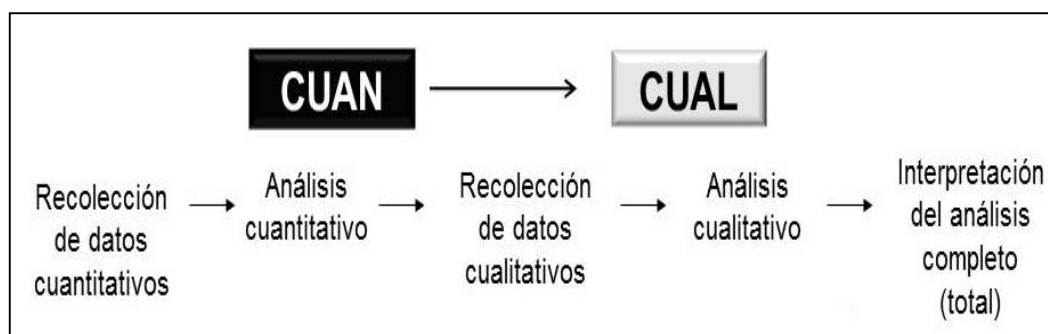 CUAN
CUAL
Recolección
de datos
cuantitativos
Análisis
cuantitativo
Recolección
de datos
cualitativos
Análisis
cualitativo
Interpretación
del análisis
completo
(total)